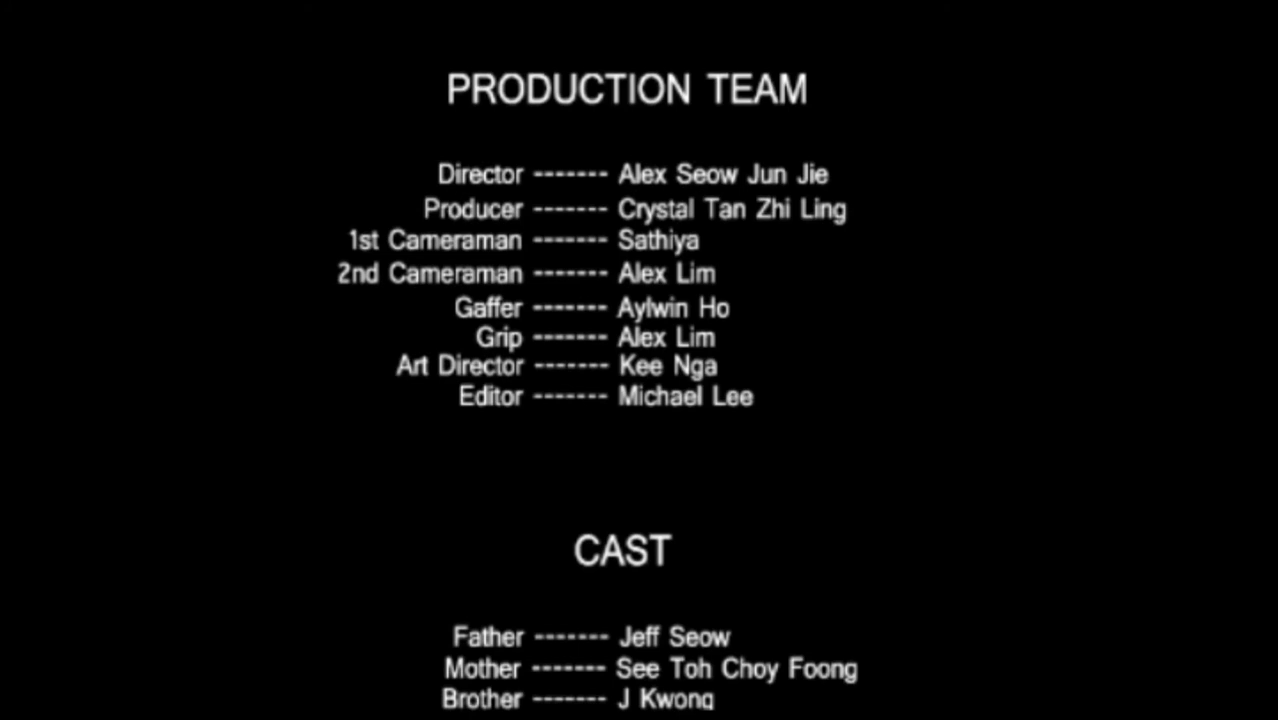 PRODUCTION TEAM
Director ------- Alex Seow Jun Jie
Producer ------- Crystal Tan Zhi Ling
1st Cameraman ------- Sathiya
2nd Cameraman ------- Alex Lim
Gaffer ------- Aylwin Ho
Grip ------- Alex Lim
Art Director ------- Kee Nga
Editor ------- Michael Lee
CAST
Father ------- Jeff Seow
Mother ------- See Toh Choy Foong
Brother ------- J Kwong